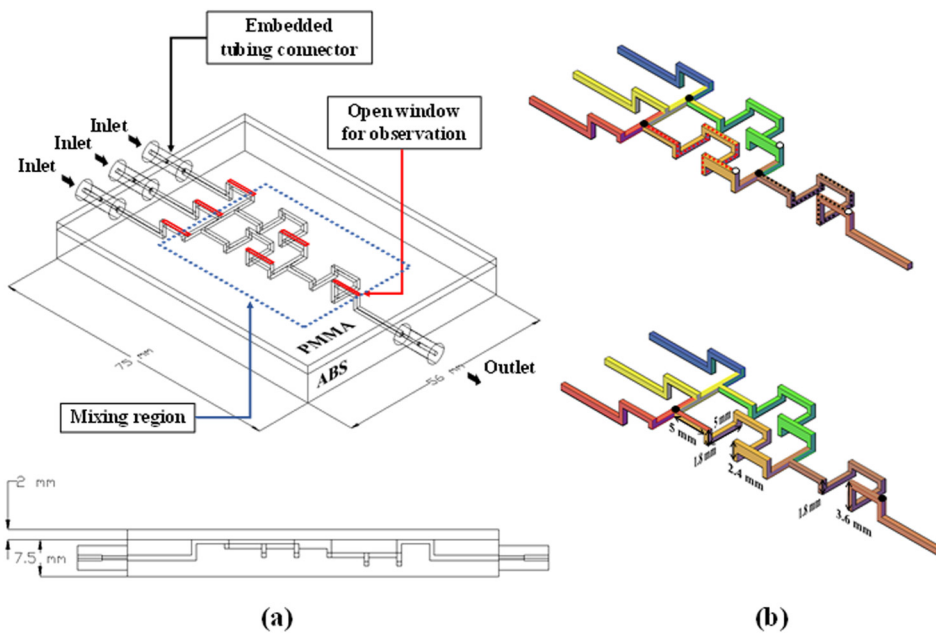 Embedded
tubing connector
Open window
for observation
Inlet
Inlet
Inlet
PMMA
ABS
75 mm
56 mm
Outlet
Mixing region
5 mm
5 mm
1.8 mm
2.4 mm
1.8 mm
3.6 mm
2 mm
7.5 mm
(a)
(b)